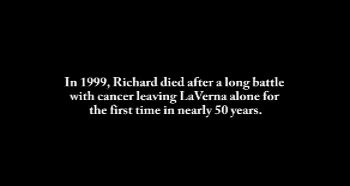 In 1999, Richard died after a long battle
with cancer leaving LaVerna alone for
the first time in nearly 50 years.